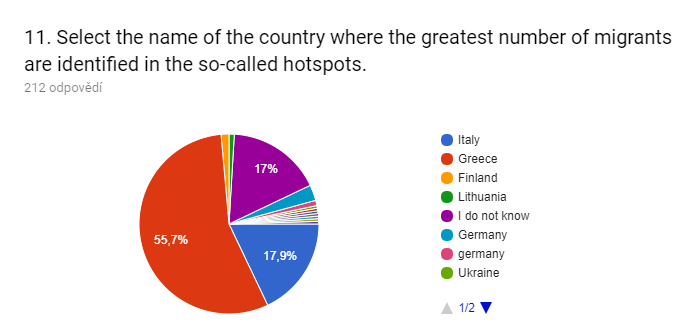 11. Select the name of the country where the greatest number of migrants
are identified in the so-called hotspots.
212 odpovědí
17%
55,7%
17,9%
Italy
Greece
Finland
Lithuania
I do not know
Germany
germany
Ukraine
1/2